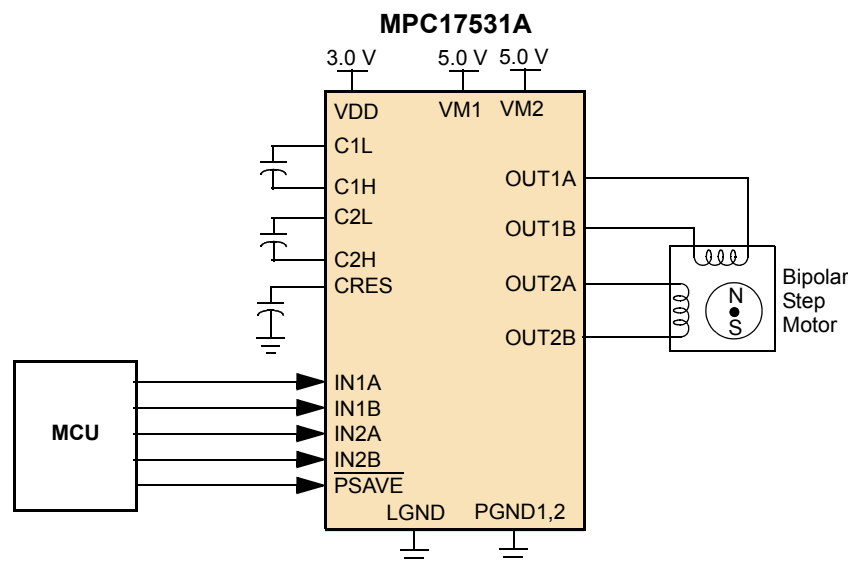 MPC17531A
3.0 V
5.0 V
5.0 V
VDD
VM1
VM2
C1L
C1H
C2L
C2H
CRES
OUT1A
OUT1B
OUT2A
OUT2B
N
S
Bipolar
Step
Motor
MCU
IN1A
IN1B
IN2A
IN2B
PSAVE
LGND
PGND1,2